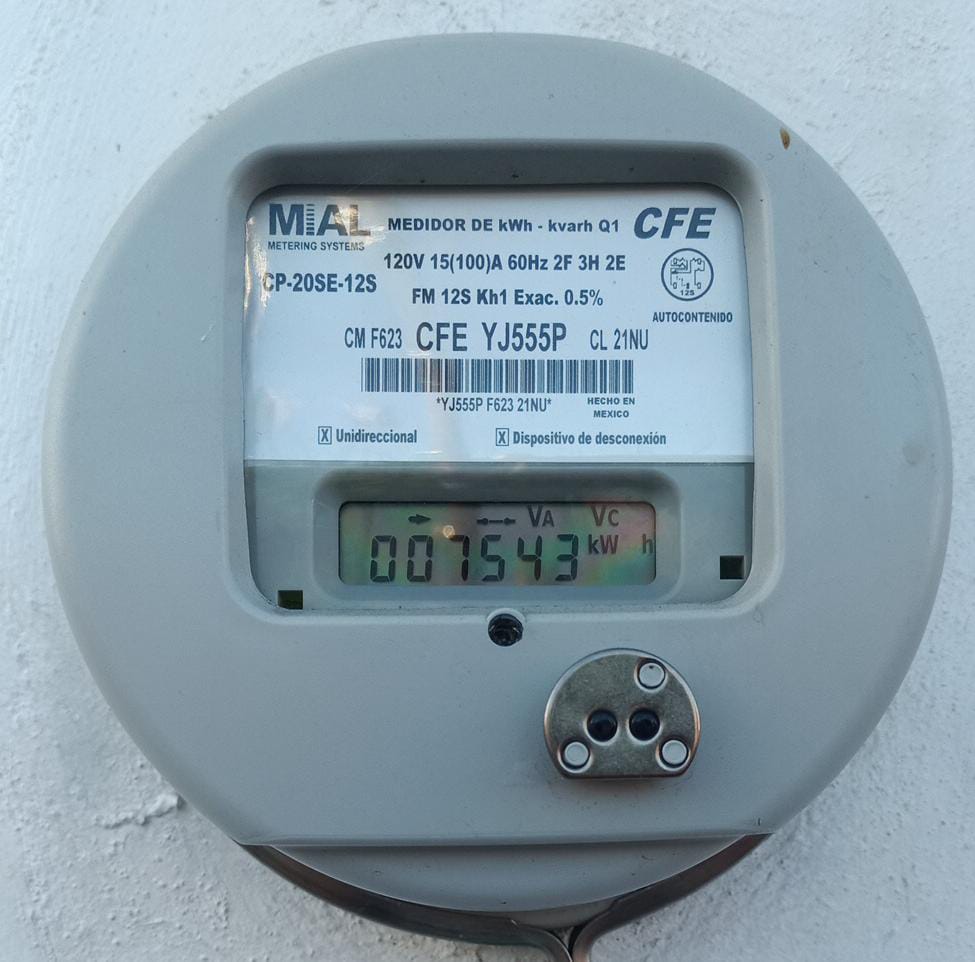 MIAL MEDIDOR DE kWh - kvarh Q1 CFE
METERING SYSTEMS
120V 15(100)A 60Hz 2F 3H 2E
CP-20SE-12S
FM 12S Kh1 Exac. 0.5%
12S
AUTOCONTENIDO
CM F623 CFE YJ555P CL 21NU
*YJ555P F623 21NU*
HECHO EN
MEXICO
X Unidireccional X Dispositivo de desconexión
VA VC
007543 kW h